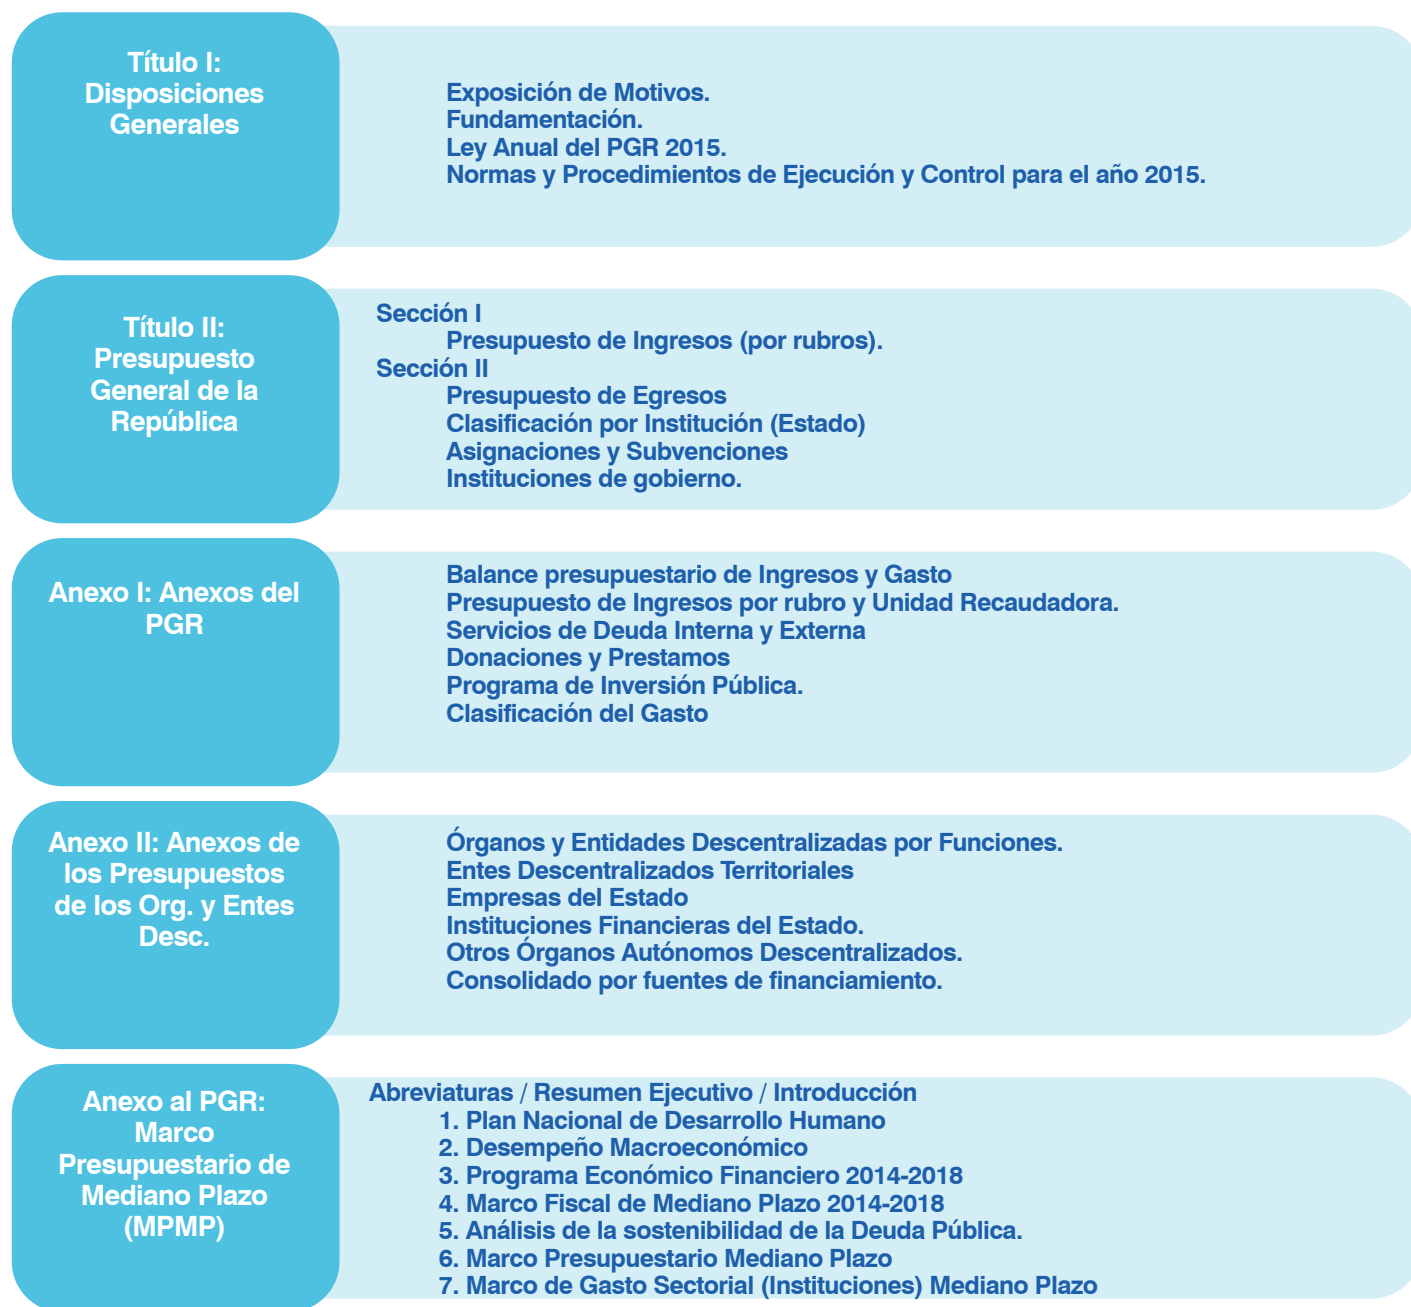 Título I:
Disposiciones
Generales
Exposición de Motivos.
Fundamentación.
Ley Anual del PGR 2015.
Normas y Procedimientos de Ejecución y Control para el año 2015.
Título II:
Presupuesto
General de la
República
Sección I
Presupuesto de Ingresos (por rubros).
Sección II
Presupuesto de Egresos
Clasificación por Institución (Estado)
Asignaciones y Subvenciones
Instituciones de gobierno.
Anexo I: Anexos del
PGR
Balance presupuestario de Ingresos y Gasto
Presupuesto de Ingresos por rubro y Unidad Recaudadora.
Servicios de Deuda Interna y Externa
Donaciones y Prestamos
Programa de Inversión Pública.
Clasificación del Gasto
Anexo II: Anexos de
los Presupuestos
de los Org. y Entes
Desc.
Órganos y Entidades Descentralizadas por Funciones.
Entes Descentralizados Territoriales
Empresas del Estado
Instituciones Financieras del Estado.
Otros Órganos Autónomos Descentralizados.
Consolidado por fuentes de financiamiento.
Anexo al PGR:
Marco
Presupuestario de
Mediano Plazo
(MPMP)
Abreviaturas / Resumen Ejecutivo / Introducción
1. Plan Nacional de Desarrollo Humano
2. Desempeño Macroeconómico
3. Programa Económico Financiero 2014-2018
4. Marco Fiscal de Mediano Plazo 2014-2018
5. Análisis de la sostenibilidad de la Deuda Pública.
6. Marco Presupuestario Mediano Plazo
7. Marco de Gasto Sectorial (Instituciones) Mediano Plazo